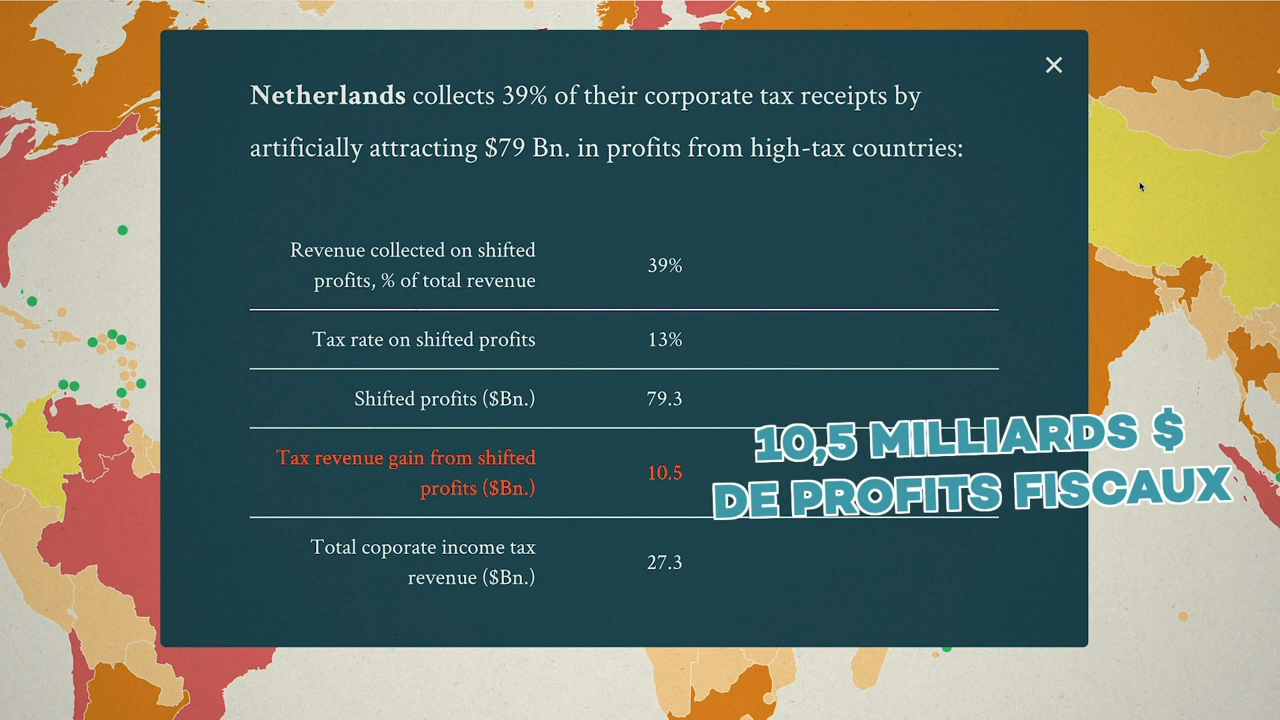 Netherlands collects 39% of their corporate tax receipts by
artificially attracting $79 Bn. in profits from high-tax countries:
Revenue collected on shifted
profits, % of total revenue
39%
Tax rate on shifted profits
13%
Shifted profits ($Bn.)
79.3
Tax revenue gain from shifted
profits ($Bn.)
10.5
10,5 MILLIARDS $
DE PROFITS FISCAUX
Total coporate income tax
revenue ($Bn.)
27.3